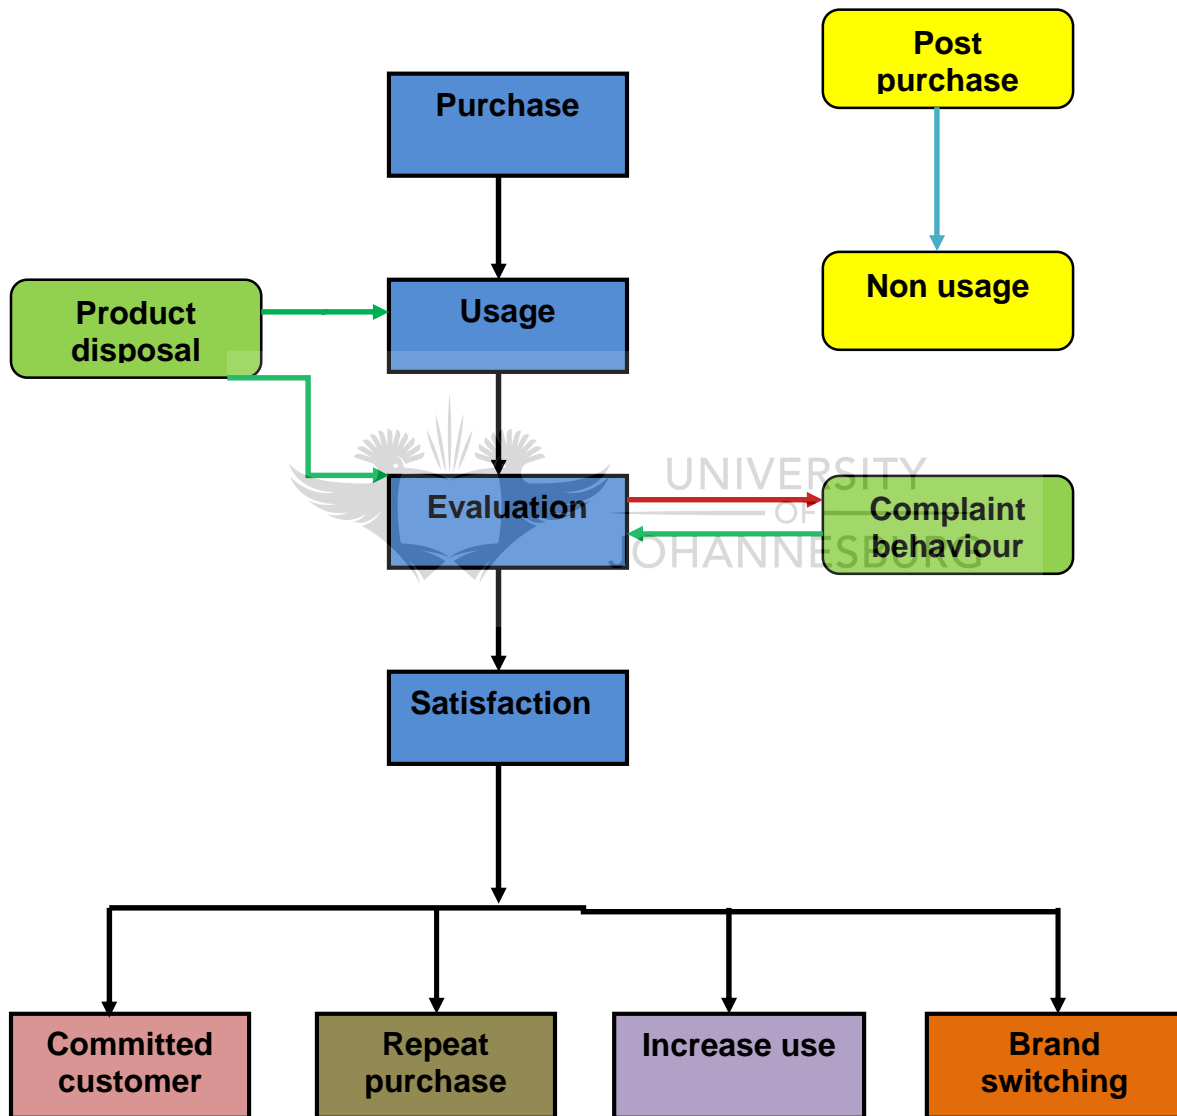 Post
purchase
Purchase
Non usage
Product
disposal
Usage
UNIVERSITY
OF
JOHANNESBURG
Evaluation
Complaint
behaviour
Satisfaction
Committed
customer
Repeat
purchase
Increase use
Brand
switching